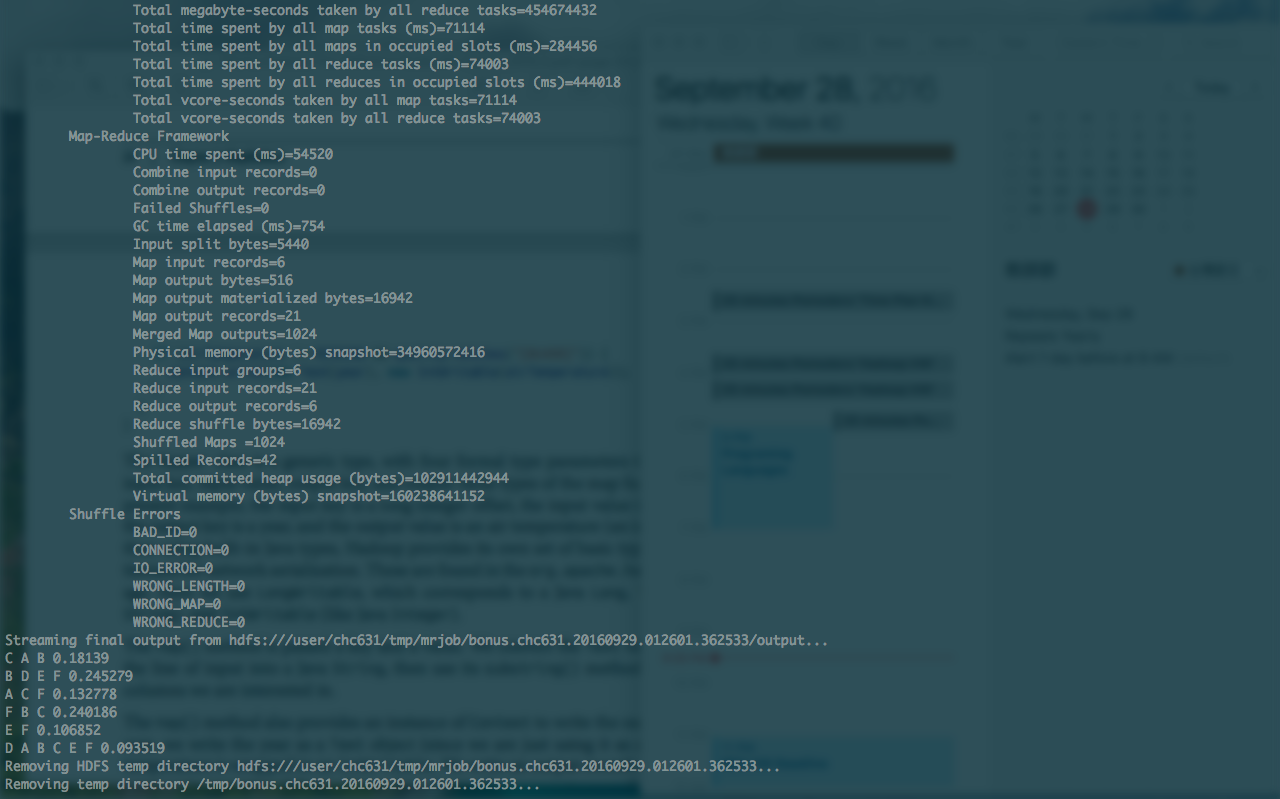 Total megabyte-seconds taken by all reduce tasks=454674432
Total time spent by all map tasks (ms)=71114
Total time spent by all maps in occupied slots (ms)=284456
Total time spent by all reduce tasks (ms)=74003
Total time spent by all reduces in occupied slots (ms)=444018
Total vcore-seconds taken by all map tasks=71114
Total vcore-seconds taken by all reduce tasks=74003
Map-Reduce Framework
CPU time spent (ms)=54520
Combine input records=0
Combine output records=0
Failed Shuffles=0
GC time elapsed (ms)=754
Input split bytes=5440
Map input records=6
Map output bytes=516
Map output materialized bytes=16942
Map output records=21
Merged Map outputs=1024
Physical memory (bytes) snapshot=34960572416
Reduce input groups=6
Reduce input records=21
Reduce output records=6
Reduce shuffle bytes=16942
Shuffled Maps =1024
Spilled Records=42
Total committed heap usage (bytes)=102911442944
Virtual memory (bytes) snapshot=160238641152
Shuffle Errors
BAD_ID=0
CONNECTION=0
IO_ERROR=0
WRONG_LENGTH=0
WRONG_MAP=0
WRONG_REDUCE=0
Streaming final output from hdfs:///user/chc631/tmp/mrjob/bonus.chc631.20160929.012601.362533/output...
C A B 0.18139
B D E F 0.245279
A C F 0.132778
F B C 0.240186
E F 0.106852
D A B C E F 0.093519
Removing HDFS temp directory hdfs:///user/chc631/tmp/mrjob/bonus.chc631.20160929.012601.362533...
Removing temp directory /tmp/bonus.chc631.20160929.012601.362533...
September 28, 2016